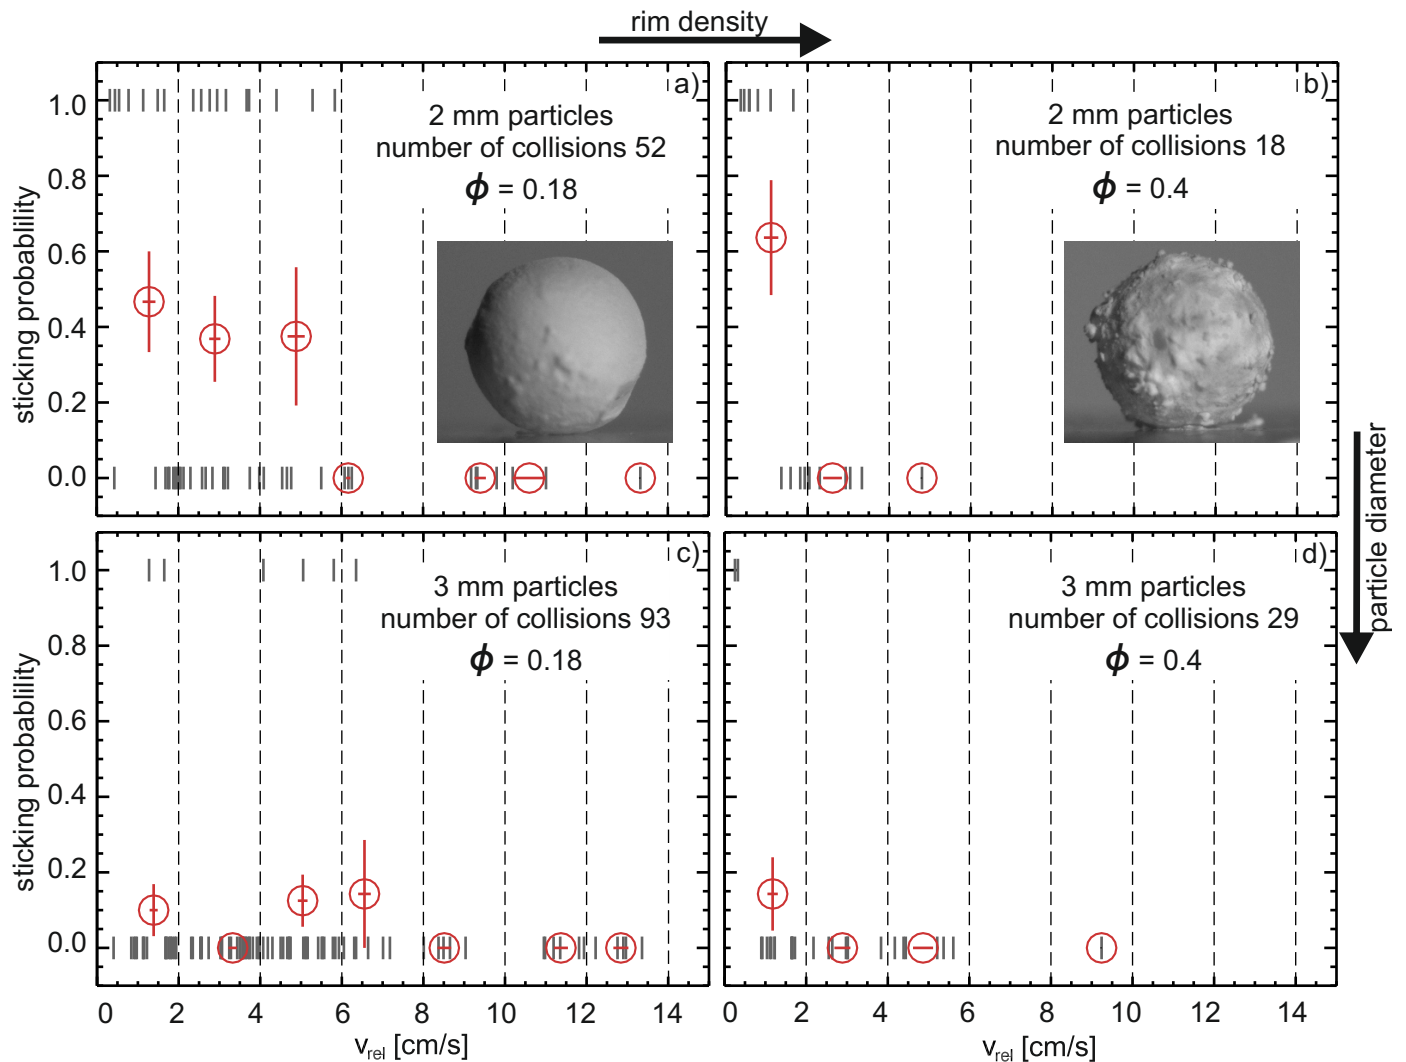 rim density
a)
2 mm particles
number of collisions 52
ϕ = 0.18
b)
2 mm particles
number of collisions 18
ϕ = 0.4
sticking probability
1.0
0.8
0.6
0.4
0.2
0.0
particle diameter
c)
3 mm particles
number of collisions 93
ϕ = 0.18
d)
3 mm particles
number of collisions 29
ϕ = 0.4
sticking probability
1.0
0.8
0.6
0.4
0.2
0.0
0 2 4 6 8 10 12 14
0 2 4 6 8 10 12 14
v_rel [cm/s]
v_rel [cm/s]